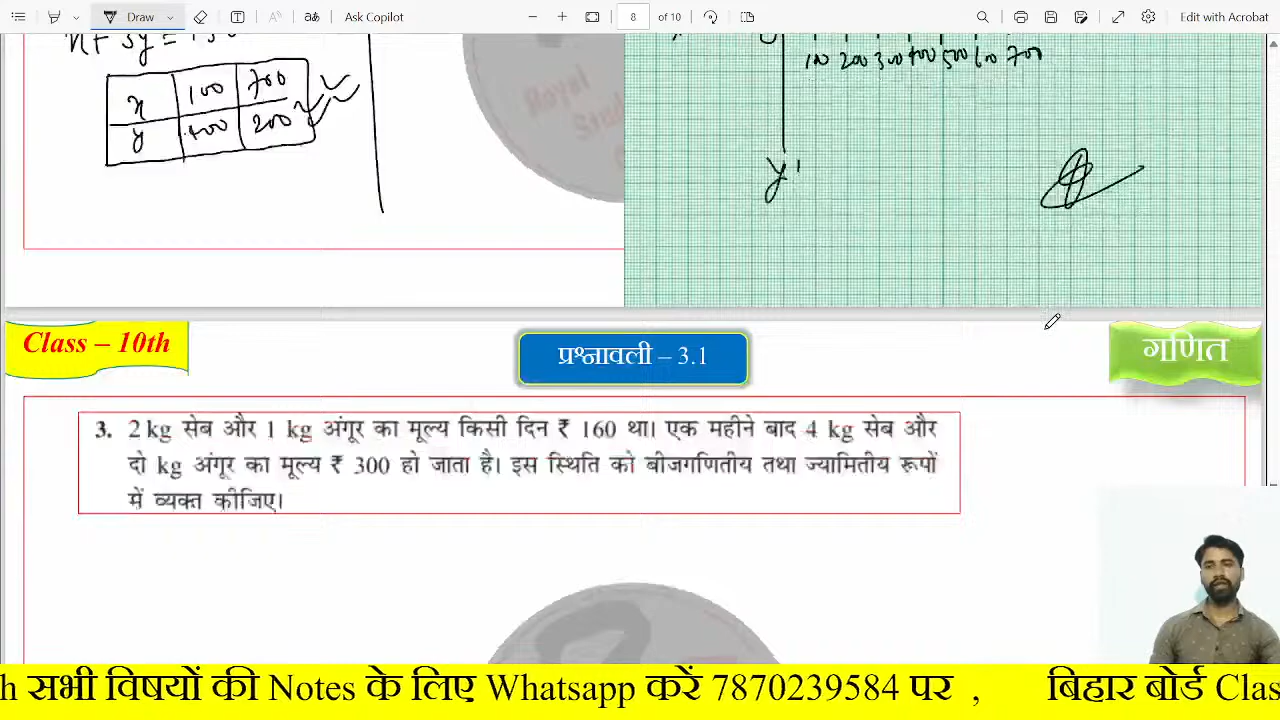 Draw
Ask Copilot
8 of 10
Edit with Acrobat
x 100 700
y 400 200
100 200 300 400 500 600 700
y'
Class – 10th
प्रश्नावली – 3.1
गणित
3. 2 kg सेब और 1 kg अंगूर का मूल्य किसी दिन ₹ 160 था। एक महीने बाद 4 kg सेब और
दो kg अंगूर का मूल्य ₹ 300 हो जाता है। इस स्थिति को बीजगणितीय तथा ज्यामितीय रूपों
में व्यक्त कीजिए।
h सभी विषयों की Notes के लिए Whatsapp करें 7870239584 पर , बिहार बोर्ड Clas